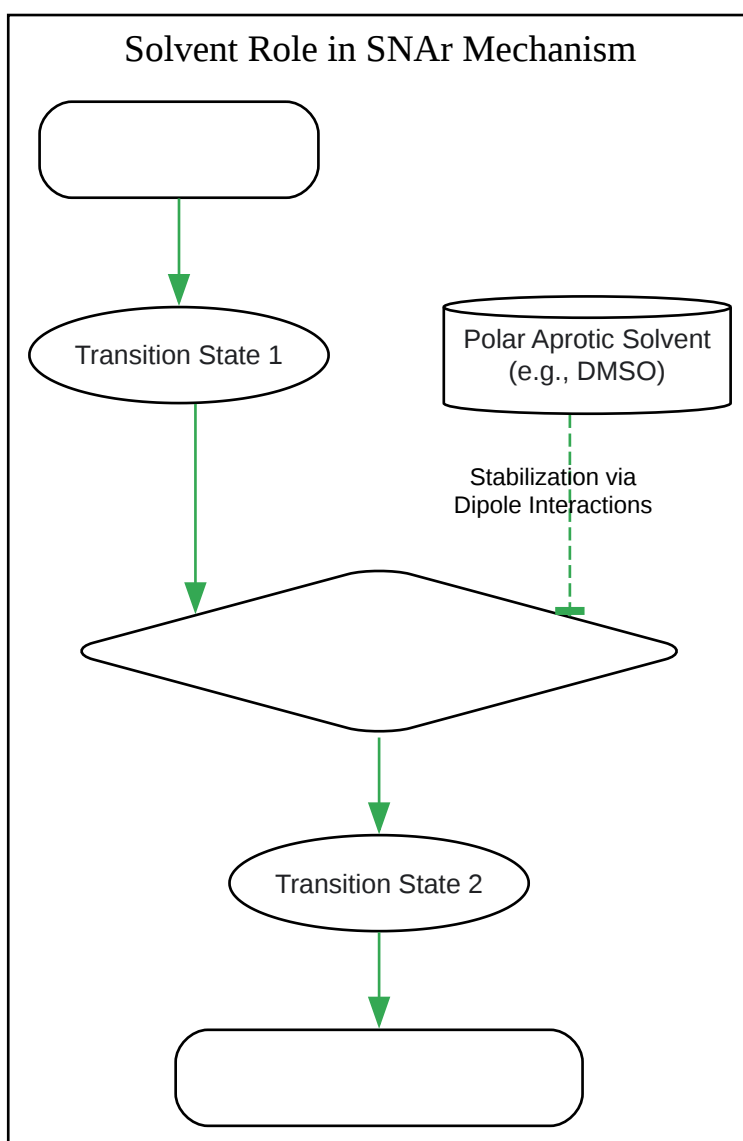 Solvent Role in SNAr Mechanism
Transition State 1
Polar Aprotic Solvent
(e.g., DMSO)
Stabilization via
Dipole Interactions
Transition State 2